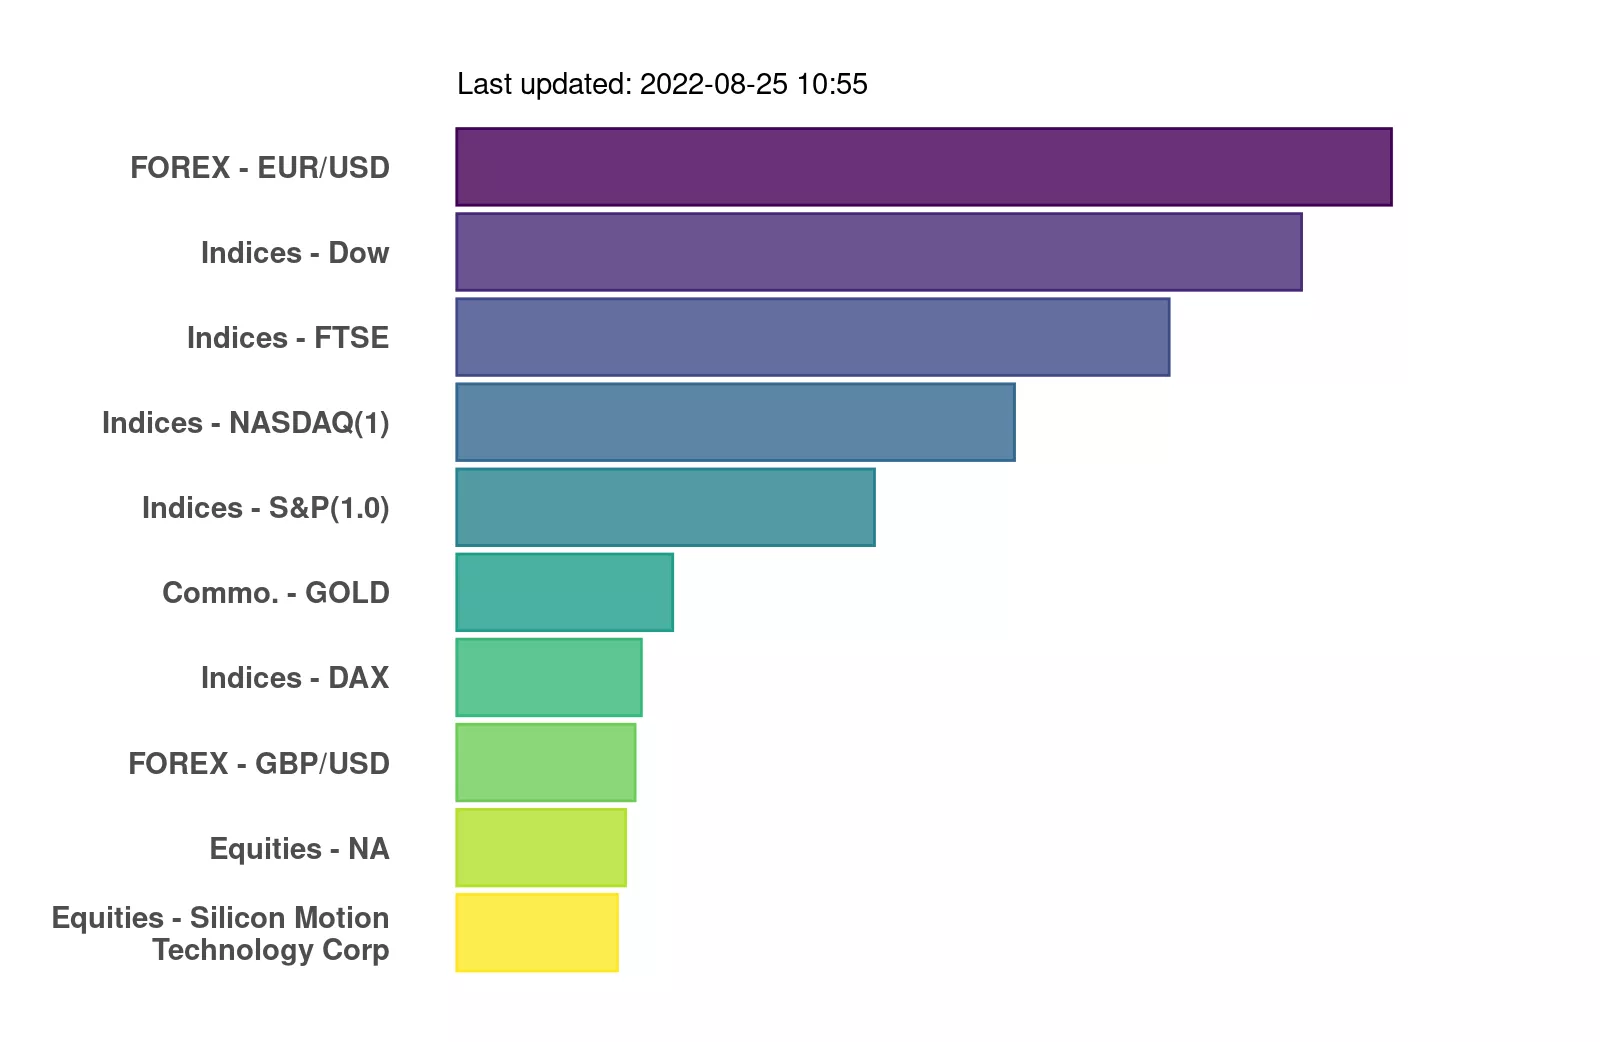 Last updated: 2022-08-25 10:55
FOREX - EUR/USD
Indices - Dow
Indices - FTSE
Indices - NASDAQ(1)
Indices - S&P(1.0)
Commo. - GOLD
Indices - DAX
FOREX - GBP/USD
Equities - NA
Equities - Silicon Motion
Technology Corp